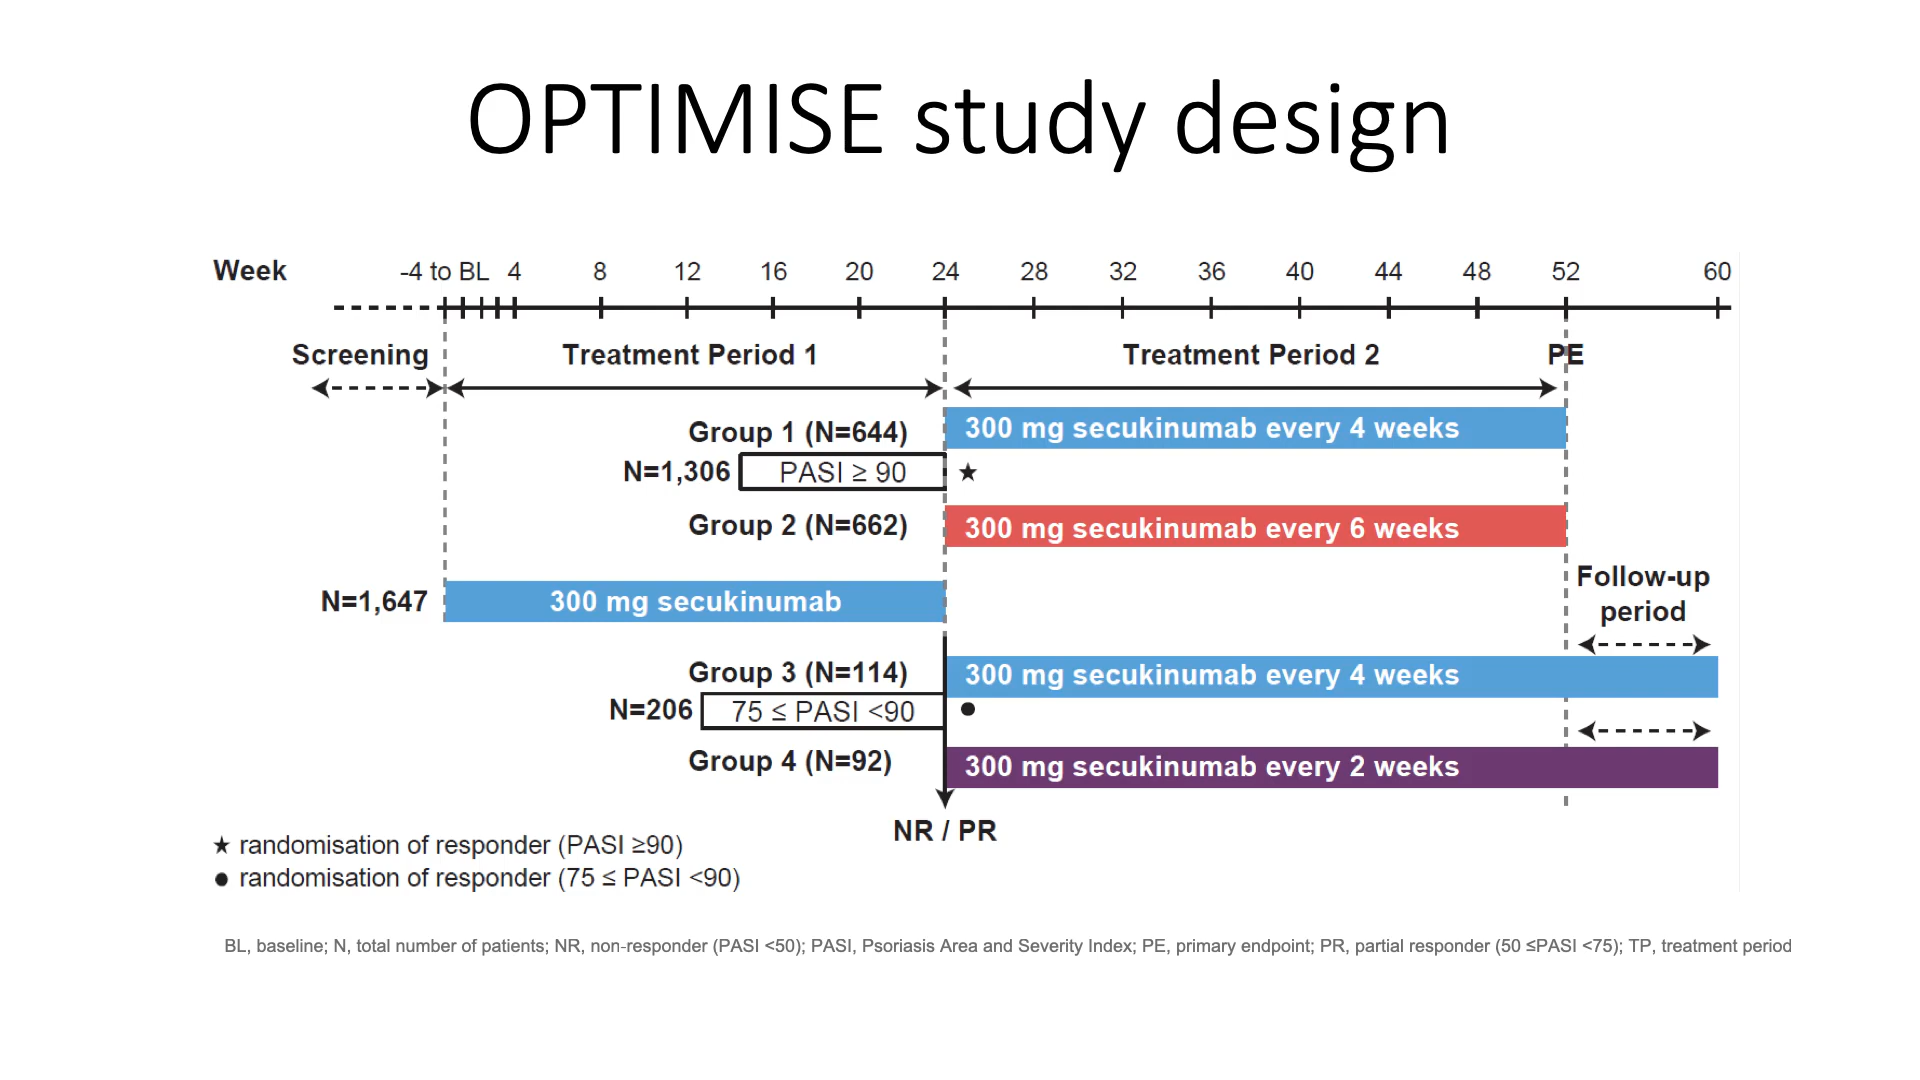 OPTIMISE study design
Week -4 to BL 4 8 12 16 20 24 28 32 36 40 44 48 52 60
Screening Treatment Period 1 Treatment Period 2 PE
Group 1 (N=644) 300 mg secukinumab every 4 weeks
N=1,306 PASI ≥ 90 ★
Group 2 (N=662) 300 mg secukinumab every 6 weeks
N=1,647 300 mg secukinumab
Follow-up
period
Group 3 (N=114) 300 mg secukinumab every 4 weeks
N=206 75 ≤ PASI <90 ●
Group 4 (N=92) 300 mg secukinumab every 2 weeks
NR / PR
★ randomisation of responder (PASI ≥90)
● randomisation of responder (75 ≤ PASI <90)
BL, baseline; N, total number of patients; NR, non-responder (PASI <50); PASI, Psoriasis Area and Severity Index; PE, primary endpoint; PR, partial responder (50 ≤PASI <75); TP, treatment period